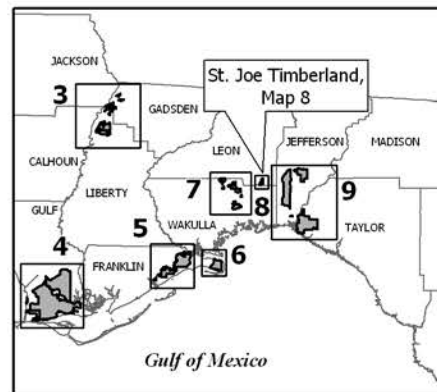 JACKSON
St. Joe Timberland,
Map 8
3
GADSDEN
LEON
JEFFERSON
MADISON
CALHOUN
LIBERTY
7
8
9
GULF
WAKULLA
TAYLOR
4
5
FRANKLIN
6
Gulf of Mexico